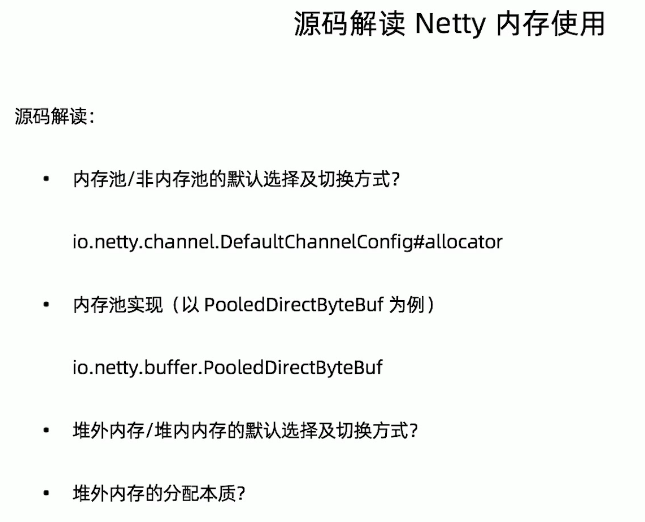 源码解读 Netty 内存使用
源码解读：
• 内存池/非内存池的默认选择及切换方式？
io.netty.channel.DefaultChannelConfig#allocator
• 内存池实现（以 PooledDirectByteBuf 为例）
io.netty.buffer.PooledDirectByteBuf
• 堆外内存/堆内内存的默认选择及切换方式？
• 堆外内存的分配本质？